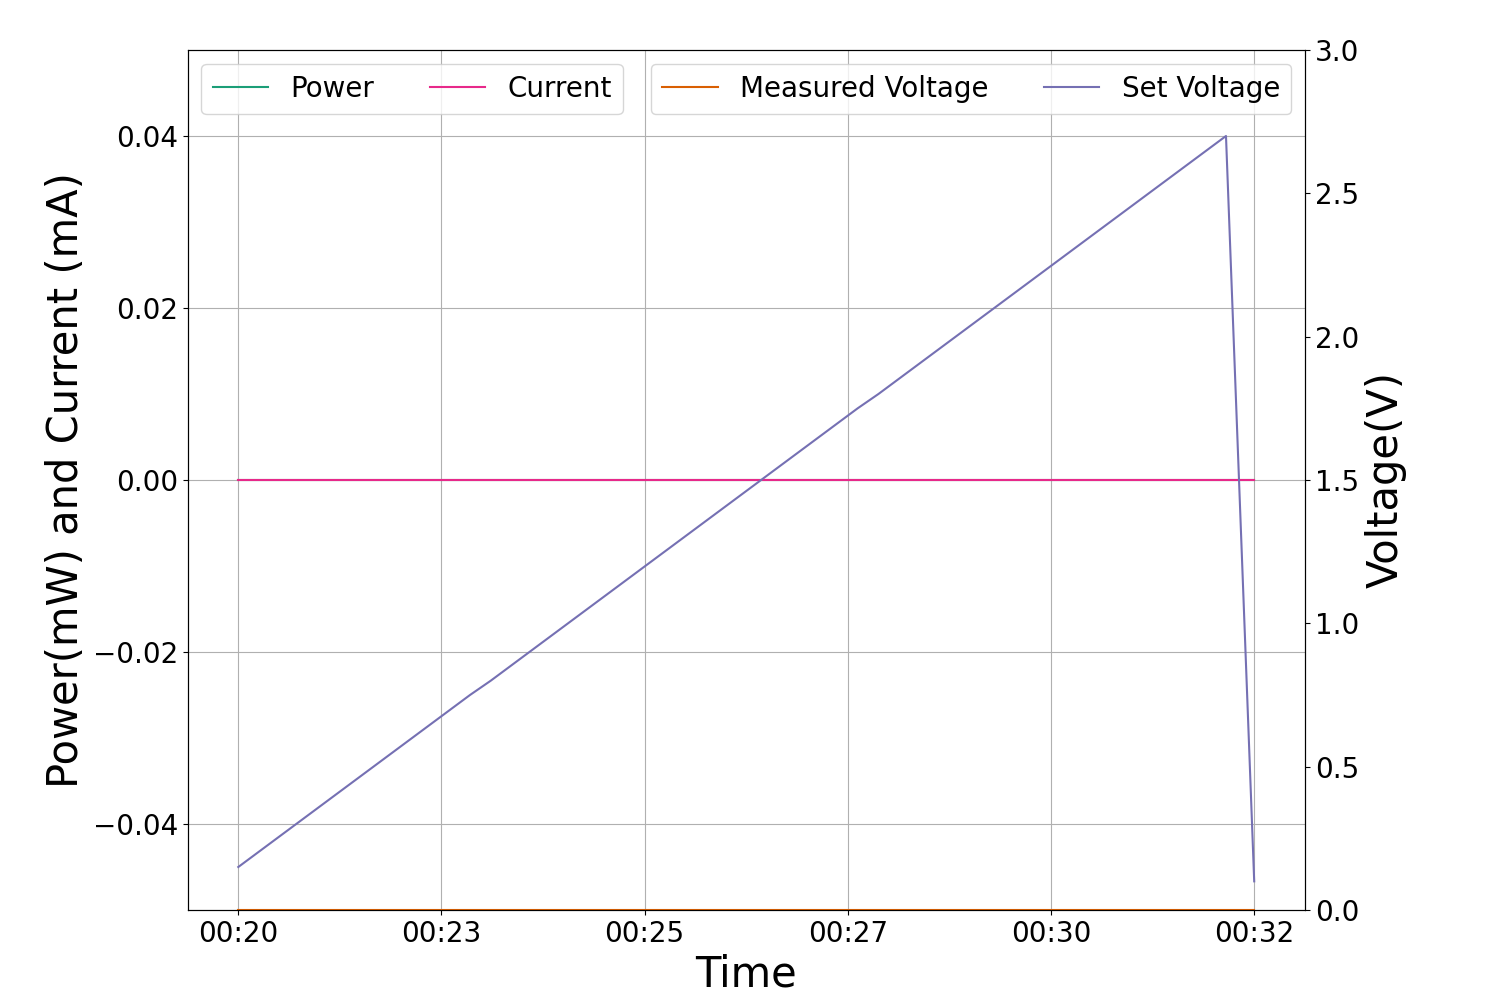 Power Current Measured Voltage Set Voltage
Power(mW) and Current (mA)
0.04
0.02
0.00
−0.02
−0.04
3.0
2.5
2.0
1.5
1.0
0.5
0.0
Voltage(V)
00:20 00:23 00:25 00:27 00:30 00:32
Time